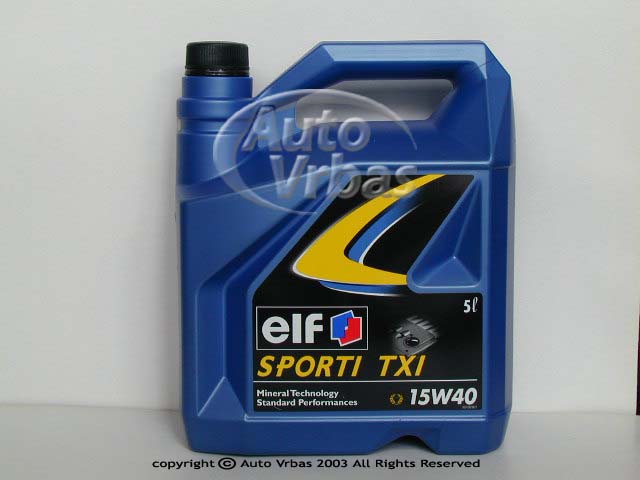 Auto
Vrbas
5l
elf
SPORTI TXI
Mineral Technology
Standard Performances
15W40
copyright © Auto Vrbas 2003 All Rights Reserved